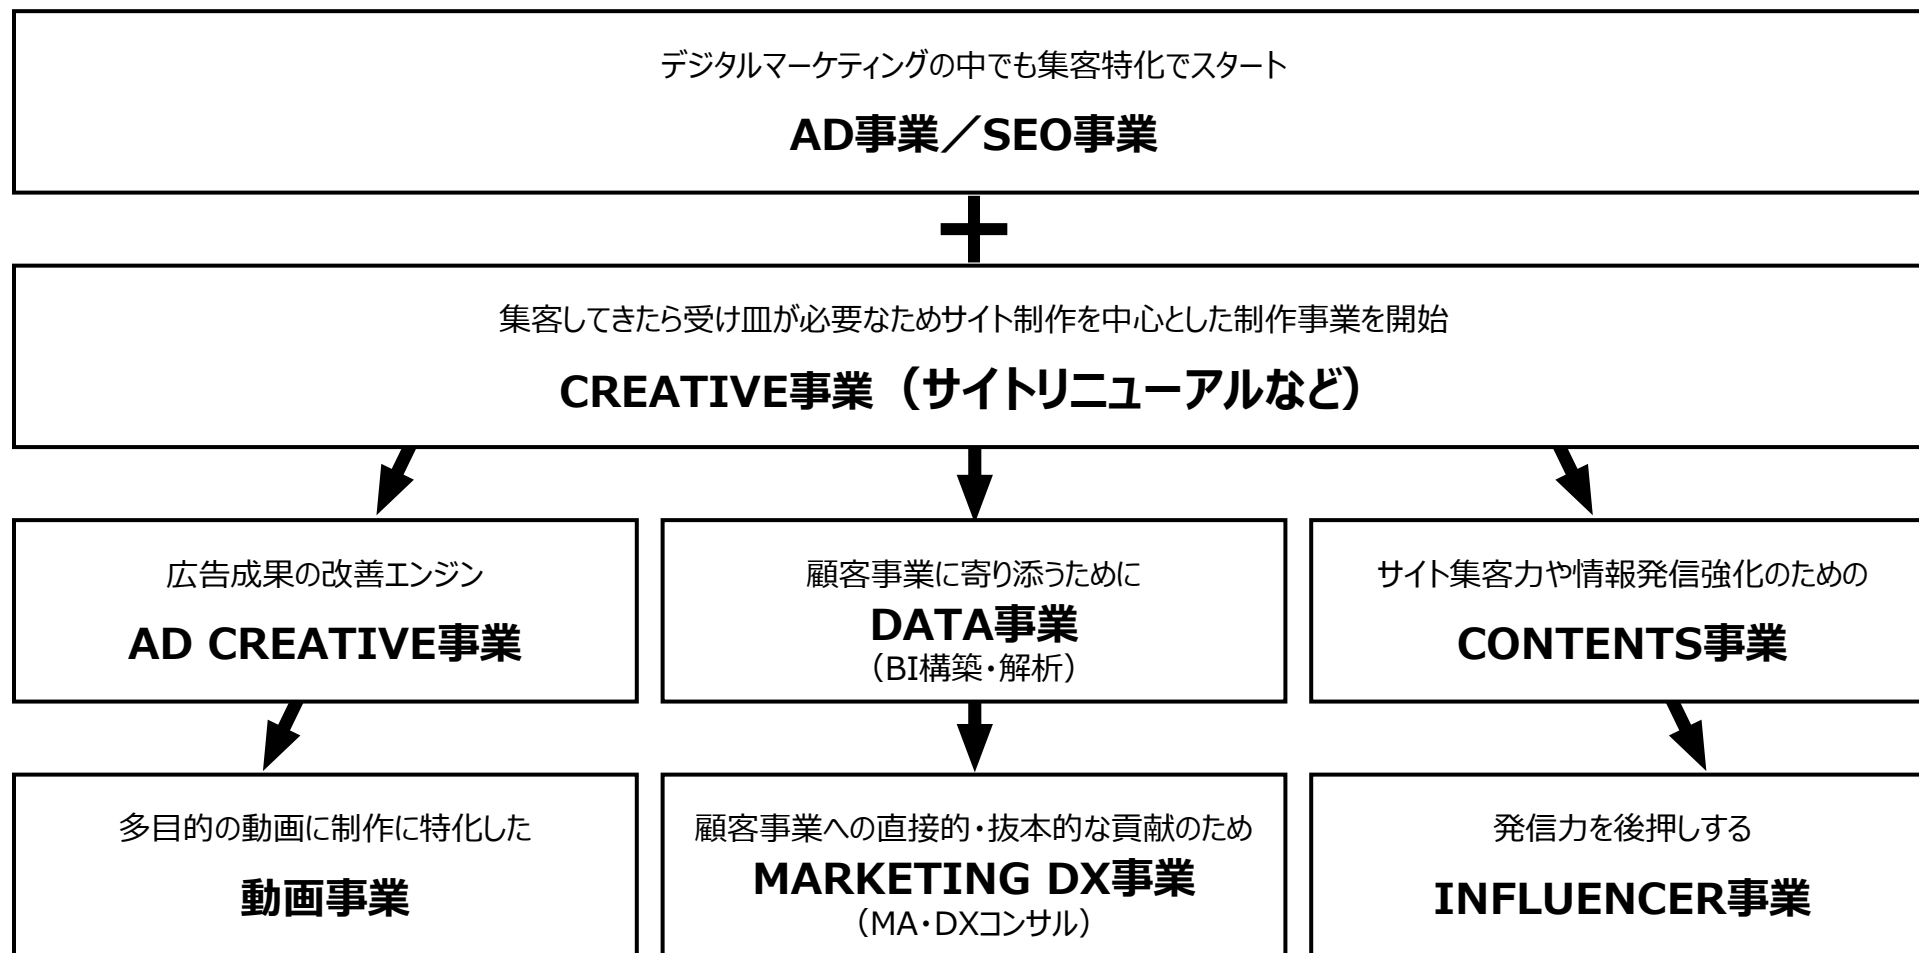 デジタルマーケティングの中でも集客特化でスタート
AD事業／SEO事業
＋
集客してきたら受け皿が必要なためサイト制作を中心とした制作事業を開始
CREATIVE事業（サイトリニューアルなど）
広告成果の改善エンジン
AD CREATIVE事業
顧客事業に寄り添うために
DATA事業
（BI構築・解析）
サイト集客力や情報発信強化のための
CONTENTS事業
多目的の動画に制作に特化した
動画事業
顧客事業への直接的・抜本的な貢献のため
MARKETING DX事業
（MA・DXコンサル）
発信力を後押しする
INFLUENCER事業